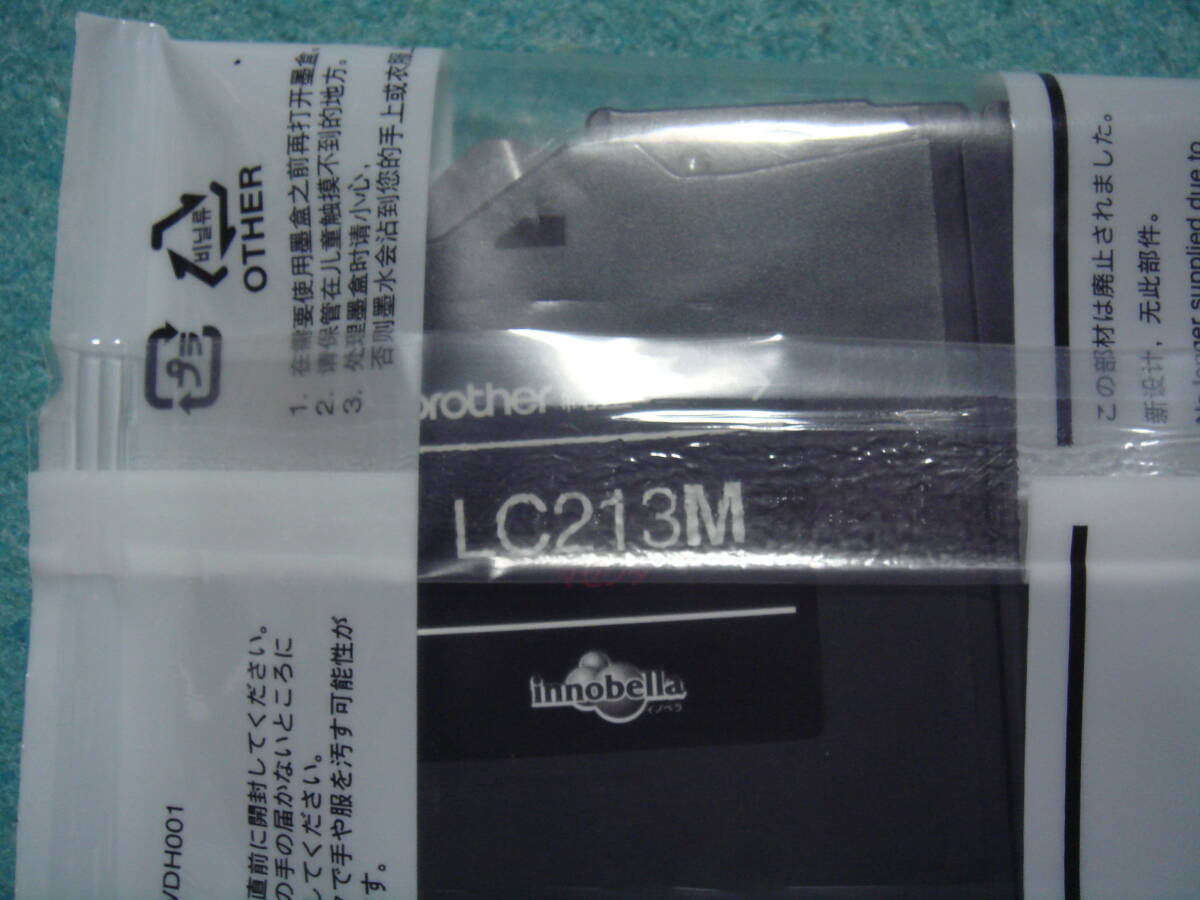 비닐류
OTHER
プラ
1. 在需要使用墨盒之前再打开墨盒.
2. 请保管在儿童触摸不到的地方。
3. 处理墨盒时请小心,
否则墨水会沾到您的手上或衣服上
brother
LC213M
innobella
イノベラ
この部材は廃止されました。
新设计，无此部件。
supplied due to
直前に開封してください。
の手の届かないところに
してください。
で手や服を汚す可能性が
す。
VDH001